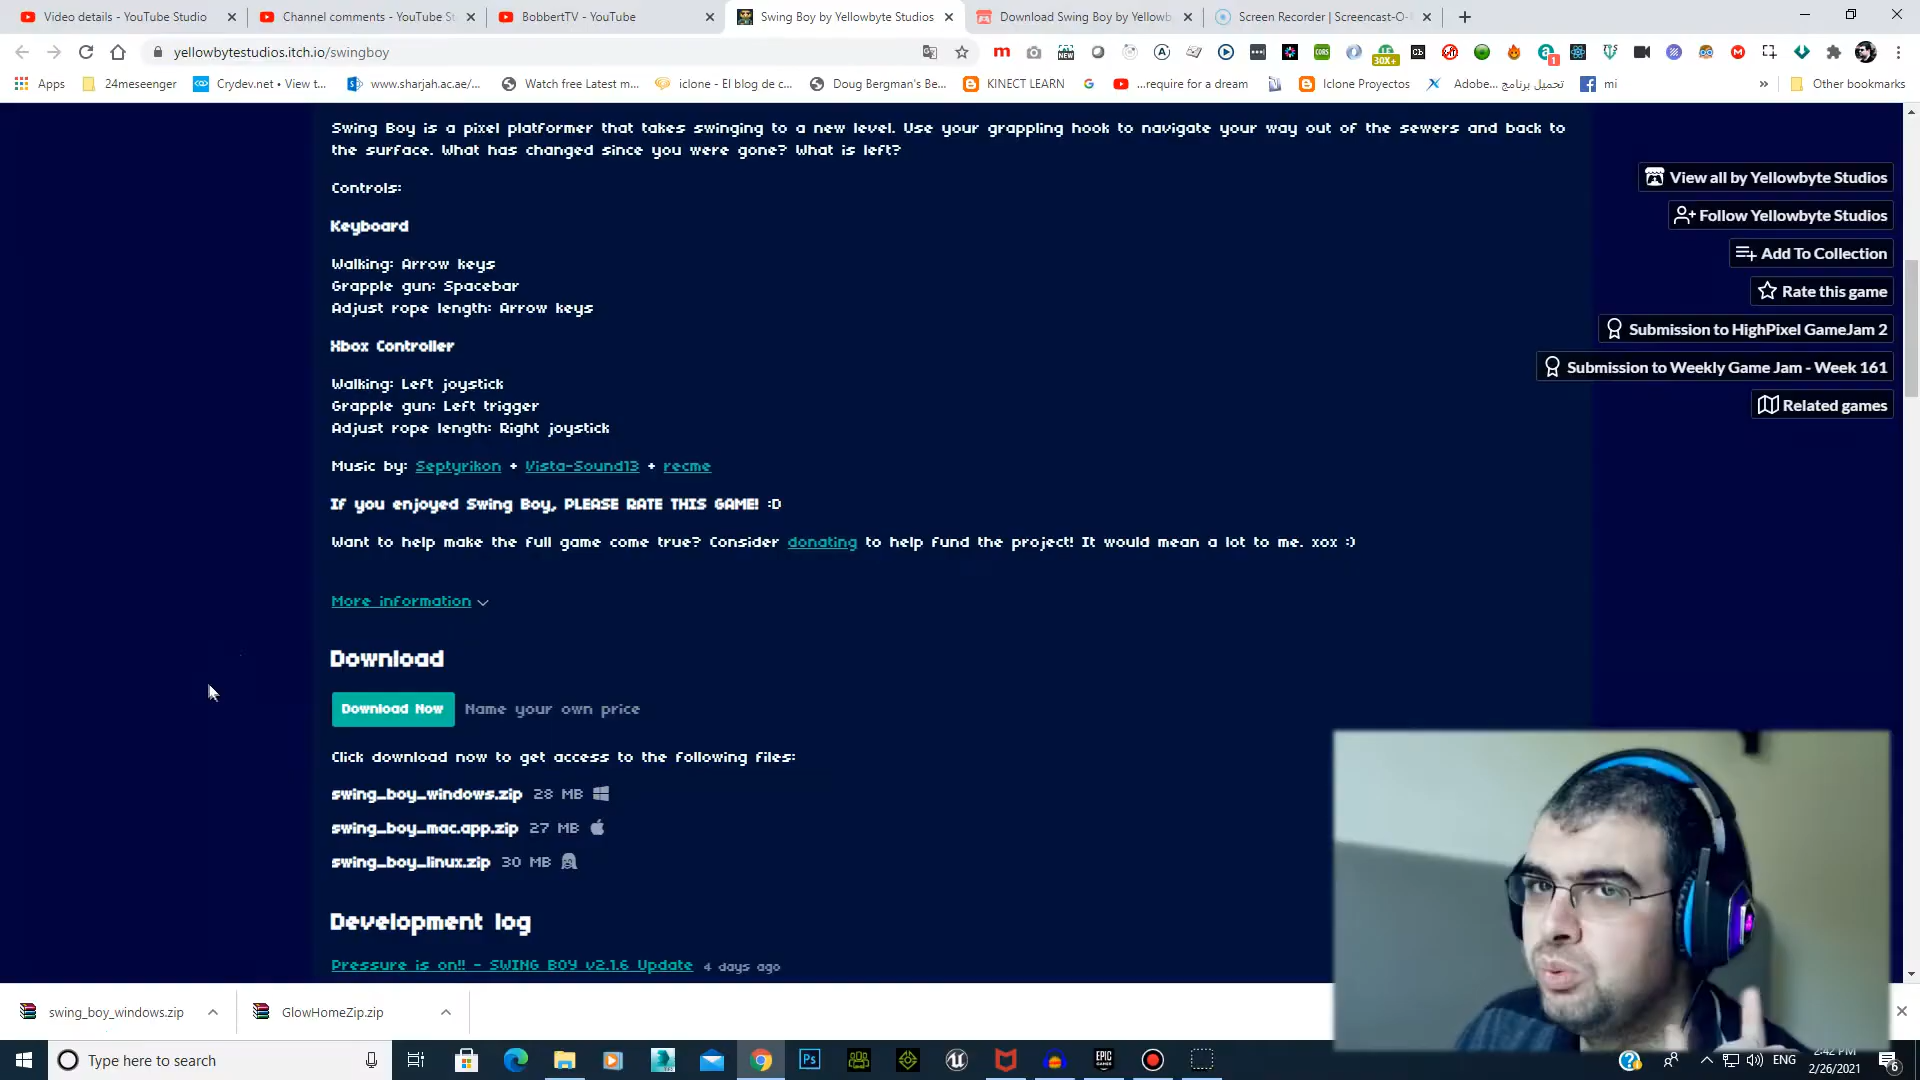 Video details - YouTube Studio
Channel comments - YouTube S
BobbertTV - YouTube
Swing Boy by Yellowbyte Studios
Download Swing Boy by Yellowb
Screen Recorder | Screencast-O-
yellowbytestudios.itch.io/swingboy
Apps
24meseenger
Crydev.net • View t...
www.sharjah.ac.ae/...
Watch free Latest m...
iclone - El blog de c...
Doug Bergman's Be...
KINECT LEARN
...require for a dream
Iclone Proyectos
Adobe... تحميل برنامج
mi
»
Other bookmarks
Swing Boy is a pixel platformer that takes swinging to a new level. Use your grappling hook to navigate your way out of the sewers and back to
the surface. What has changed since you were gone? What is left?
Controls:
Keyboard
Walking: Arrow keys
Grapple gun: Spacebar
Adjust rope length: Arrow keys
Xbox Controller
Walking: Left joystick
Grapple gun: Left trigger
Adjust rope length: Right joystick
Music by: Septyrikon + Vista-Sound13 + recme
If you enjoyed Swing Boy, PLEASE RATE THIS GAME! :D
Want to help make the full game come true? Consider donating to help fund the project! It would mean a lot to me. xox :)
More information
Download
Download Now Name your own price
Click download now to get access to the following files:
swing_boy_windows.zip 28 MB
swing_boy_mac.app.zip 27 MB
swing_boy_linux.zip 30 MB
Development log
Pressure is on!! - SWING BOY v2.1.6 Update 4 days ago
View all by Yellowbyte Studios
Follow Yellowbyte Studios
Add To Collection
Rate this game
Submission to HighPixel GameJam 2
Submission to Weekly Game Jam - Week 161
Related games
swing_boy_windows.zip
GlowHomeZip.zip
Type here to search
ENG
2:42 PM
2/26/2021